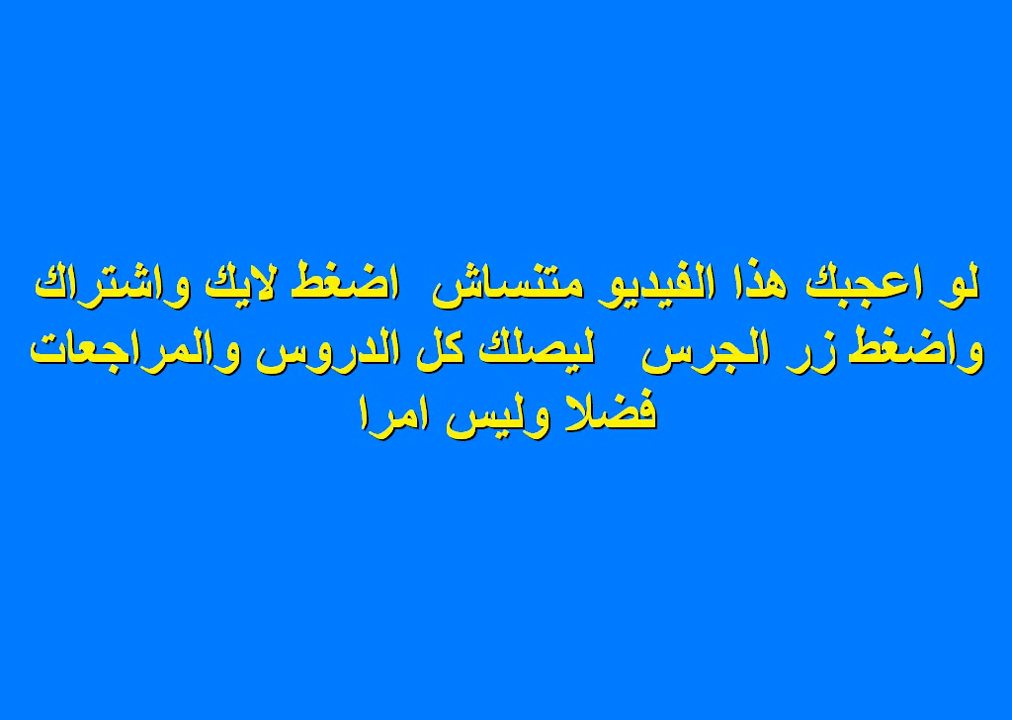 لو اعجبك هذا الفيديو متنساش اضغط لايك واشتراك
واضغط زر الجرس ليصلك كل الدروس والمراجعات
فضلا وليس امرا